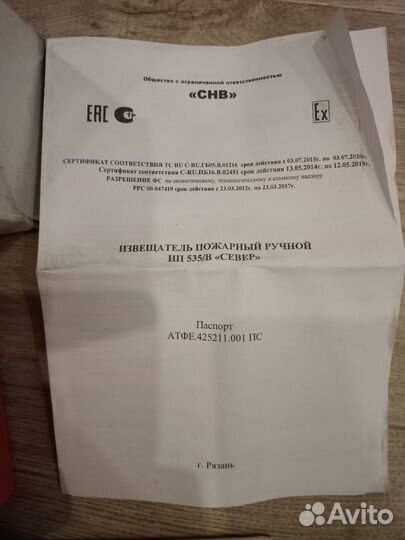 Общество с ограниченной ответственностью
«СНВ»
ЕАС
Ex
СЕРТИФИКАТ СООТВЕТСТВИЯ ТС RU C-RU.ГБ05.В.01216 срок действия с 03.07.2015г. по 03.07.2020г.
Сертификат соответствия C-RU.ПБ16.В.02451 срок действия 13.05.2014г. по 12.05.2019г.
РАЗРЕШЕНИЕ ФС по экологическому, технологическому и атомному надзору
РРС 00-047410 срок действия с 23.03.2012г. по 23.03.2017г.
ИЗВЕЩАТЕЛЬ ПОЖАРНЫЙ РУЧНОЙ
ИП 535/В «СЕВЕР»
Паспорт
АТФЕ.425211.001 ПС
г. Рязань
Avito